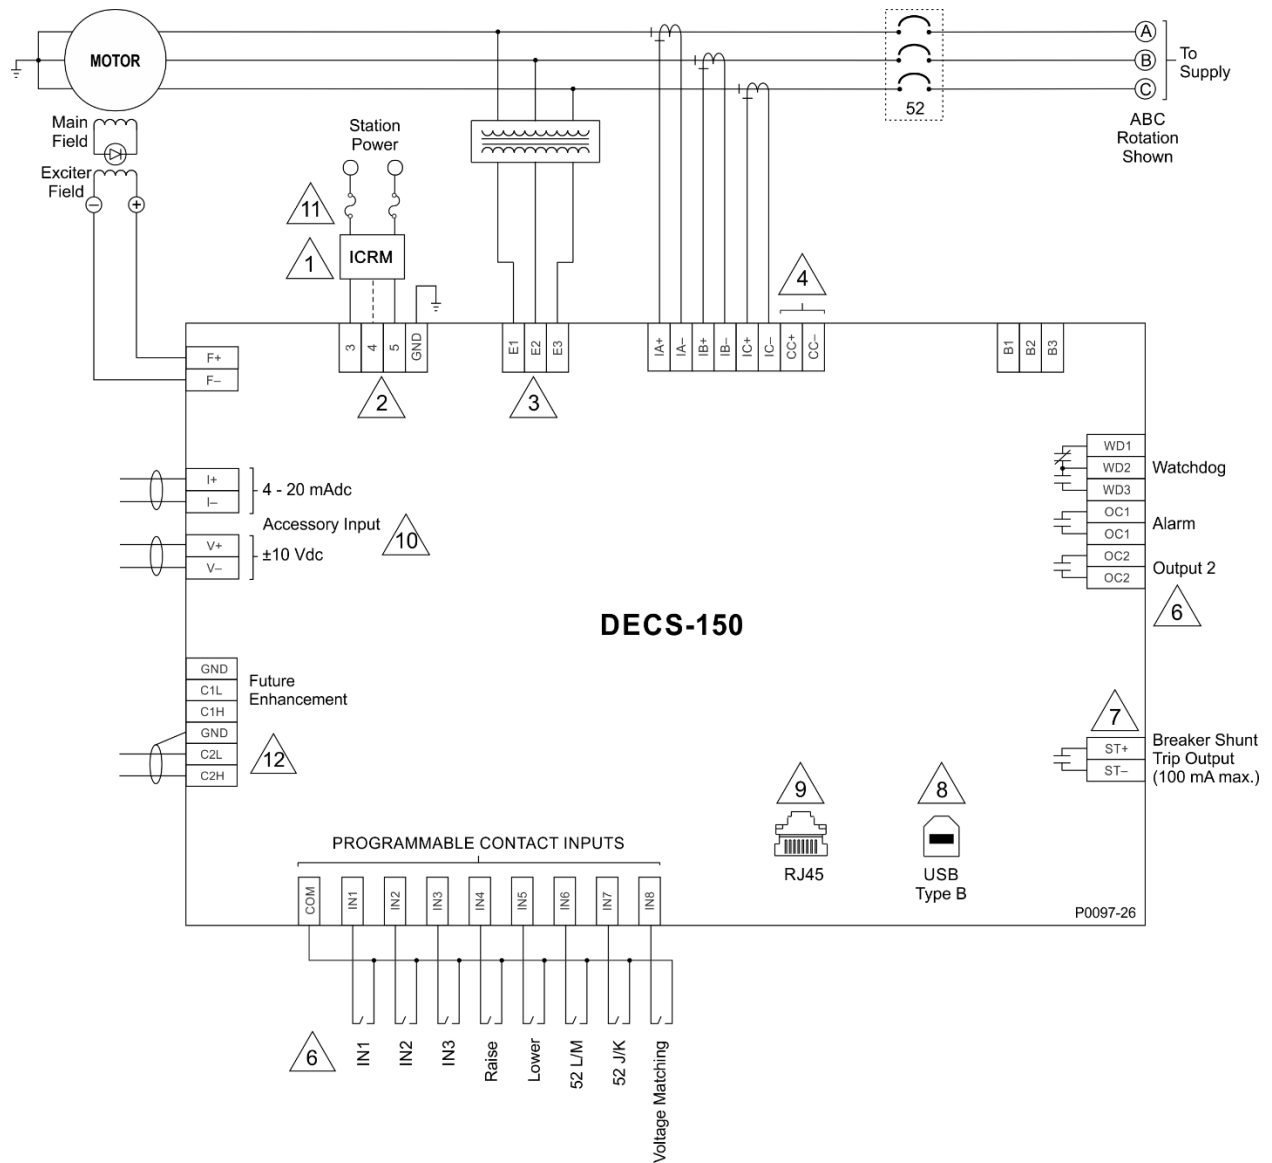 MOTOR
A
B
C
To
Supply
52
ABC
Rotation
Shown
Main
Field
Exciter
Field
−
+
Station
Power
11
1
ICRM
4
3
4
5
GND
E1
E2
E3
IA+
IA–
IB+
IB–
IC+
IC–
CC+
CC–
B1
B2
B3
2
3
F+
F–
I+
I–
4 - 20 mAdc
Accessory Input
10
V+
V–
±10 Vdc
WD1
WD2
WD3
Watchdog
OC1
OC1
Alarm
OC2
OC2
Output 2
6
DECS-150
GND
C1L
C1H
GND
C2L
C2H
Future
Enhancement
12
7
ST+
ST–
Breaker Shunt
Trip Output
(100 mA max.)
9
RJ45
8
USB
Type B
PROGRAMMABLE CONTACT INPUTS
COM
IN1
IN2
IN3
IN4
IN5
IN6
IN7
IN8
P0097-26
6
IN1
IN2
IN3
Raise
Lower
52 L/M
52 J/K
Voltage Matching